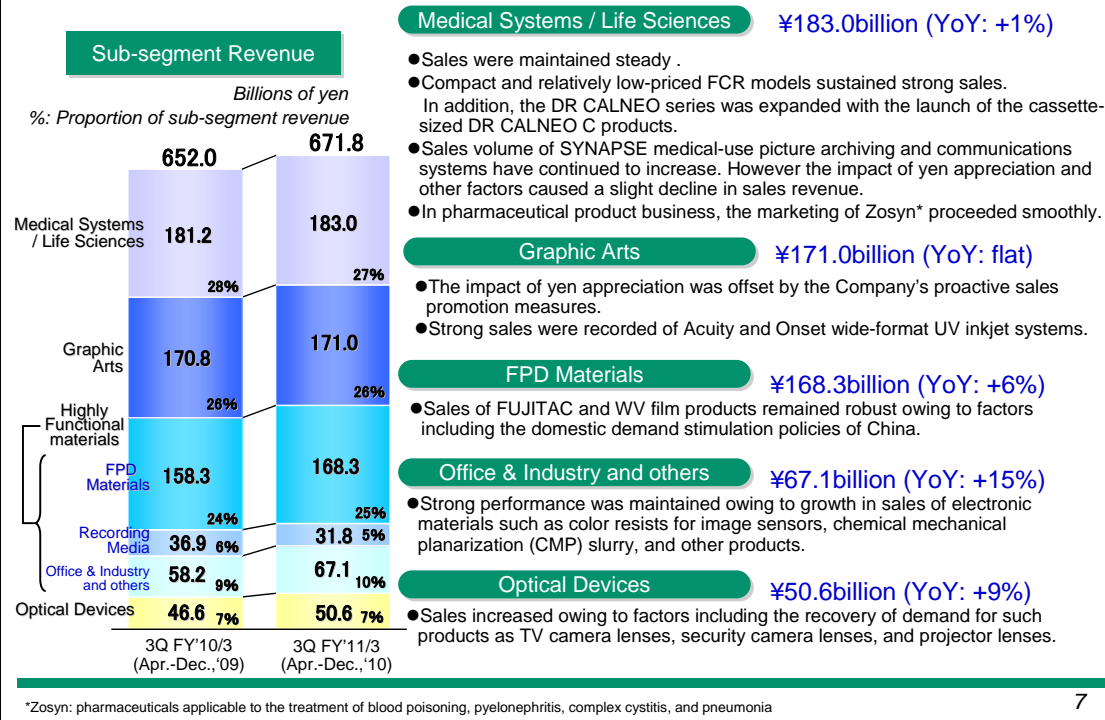 Sub-segment Revenue
Billions of yen
%: Proportion of sub-segment revenue
652.0
671.8
Medical Systems
/ Life Sciences
181.2
28%
183.0
27%
Graphic
Arts
170.8
26%
171.0
26%
Highly
Functional
materials
FPD
Materials
158.3
24%
168.3
25%
Recording
Media
36.9 6%
31.8 5%
Office & Industry
and others
58.2 9%
67.1 10%
Optical Devices
46.6 7%
50.6 7%
3Q FY'10/3
(Apr.-Dec.,‘09)
3Q FY'11/3
(Apr.-Dec.,‘10)
Medical Systems / Life Sciences
¥183.0billion (YoY: +1%)
●Sales were maintained steady .
●Compact and relatively low-priced FCR models sustained strong sales.
In addition, the DR CALNEO series was expanded with the launch of the cassette-
sized DR CALNEO C products.
●Sales volume of SYNAPSE medical-use picture archiving and communications
systems have continued to increase. However the impact of yen appreciation and
other factors caused a slight decline in sales revenue.
●In pharmaceutical product business, the marketing of Zosyn* proceeded smoothly.
Graphic Arts
¥171.0billion (YoY: flat)
●The impact of yen appreciation was offset by the Company’s proactive sales
promotion measures.
●Strong sales were recorded of Acuity and Onset wide-format UV inkjet systems.
FPD Materials
¥168.3billion (YoY: +6%)
●Sales of FUJITAC and WV film products remained robust owing to factors
including the domestic demand stimulation policies of China.
Office & Industry and others
¥67.1billion (YoY: +15%)
●Strong performance was maintained owing to growth in sales of electronic
materials such as color resists for image sensors, chemical mechanical
planarization (CMP) slurry, and other products.
Optical Devices
¥50.6billion (YoY: +9%)
●Sales increased owing to factors including the recovery of demand for such
products as TV camera lenses, security camera lenses, and projector lenses.
*Zosyn: pharmaceuticals applicable to the treatment of blood poisoning, pyelonephritis, complex cystitis, and pneumonia
7